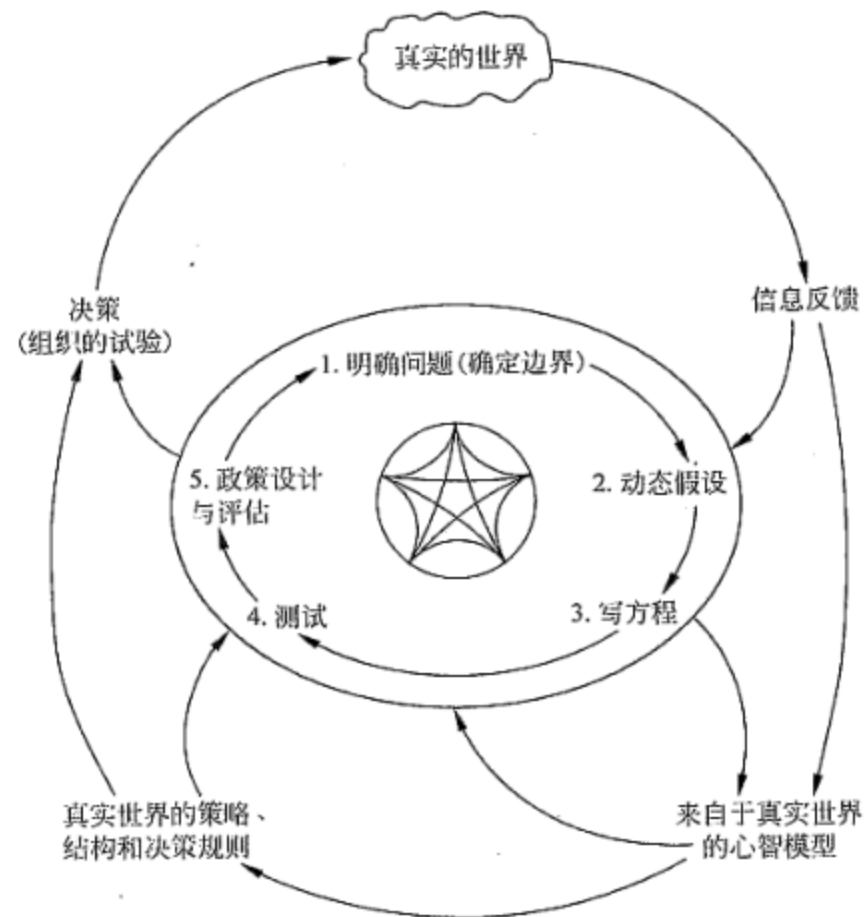 真实的世界
决策
(组织的试验)
信息反馈
1. 明确问题(确定边界)
5. 政策设计
与评估
2. 动态假设
4. 测试
3. 写方程
真实世界的策略、
结构和决策规则
来自于真实世界
的心智模型